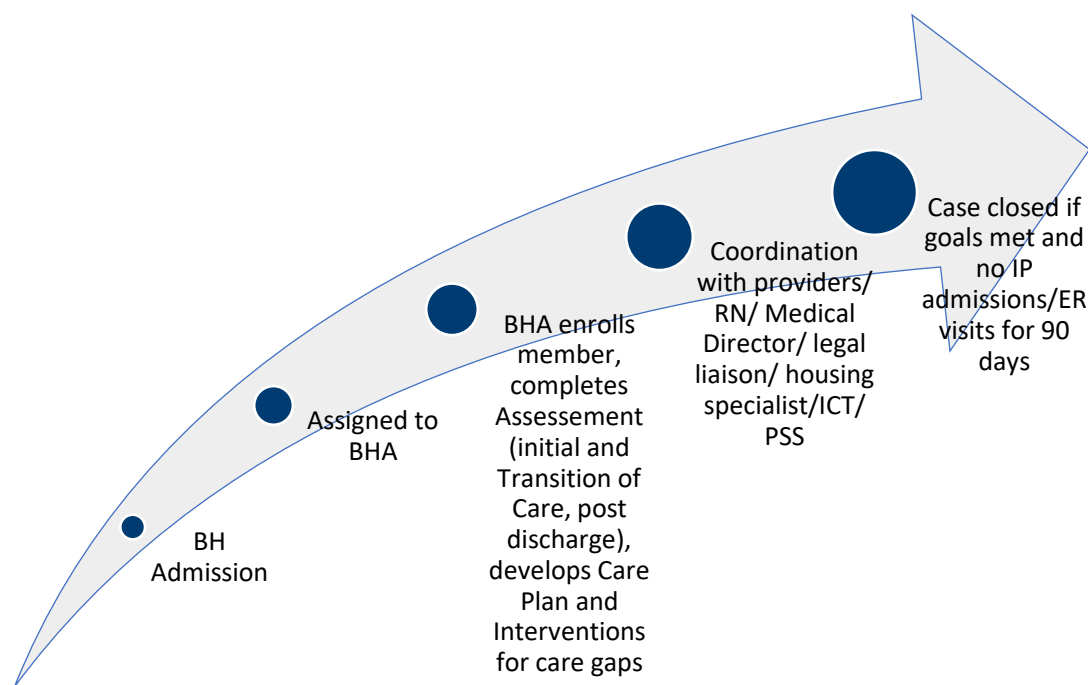 BH
Admission
Assigned to
BHA
BHA enrolls
member,
completes
Assessement
(initial and
Transition of
Care, post
discharge),
develops Care
Plan and
Interventions
for care gaps
Coordination
with providers/
RN/ Medical
Director/ legal
liaison/ housing
specialist/ICT/
PSS
Case closed if
goals met and
no IP
admissions/ER
visits for 90
days